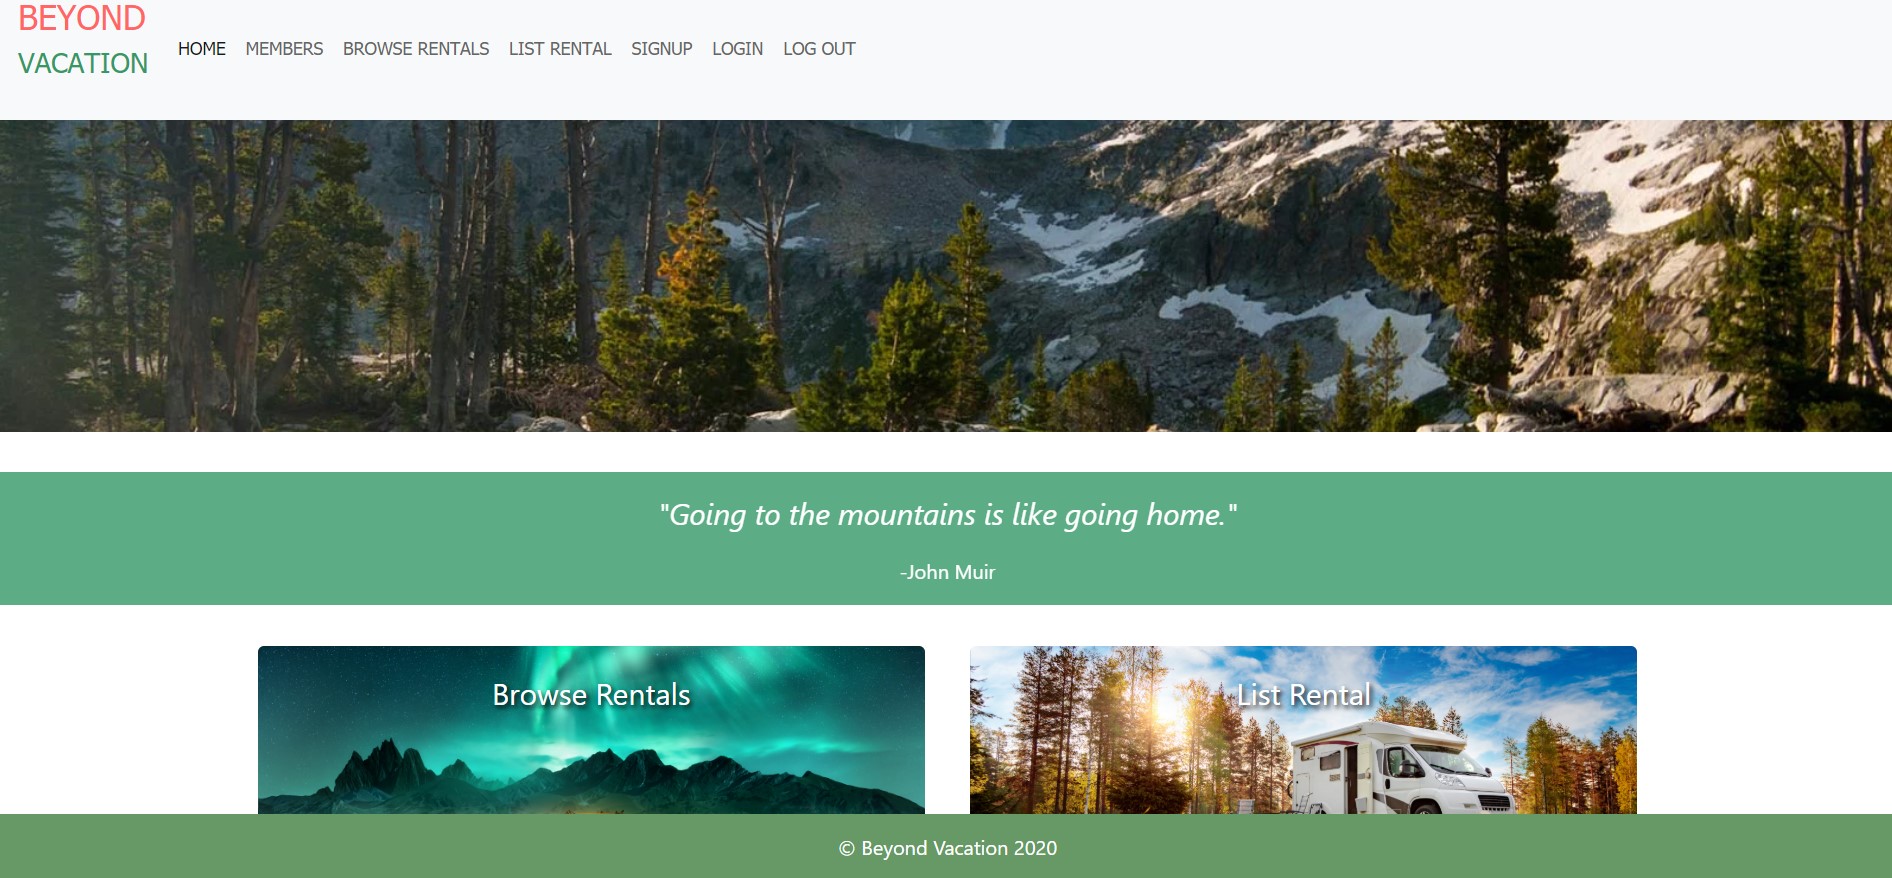 BEYOND
VACATION
HOME MEMBERS BROWSE RENTALS LIST RENTAL SIGNUP LOGIN LOG OUT
"Going to the mountains is like going home."
-John Muir
Browse Rentals
List Rental
© Beyond Vacation 2020